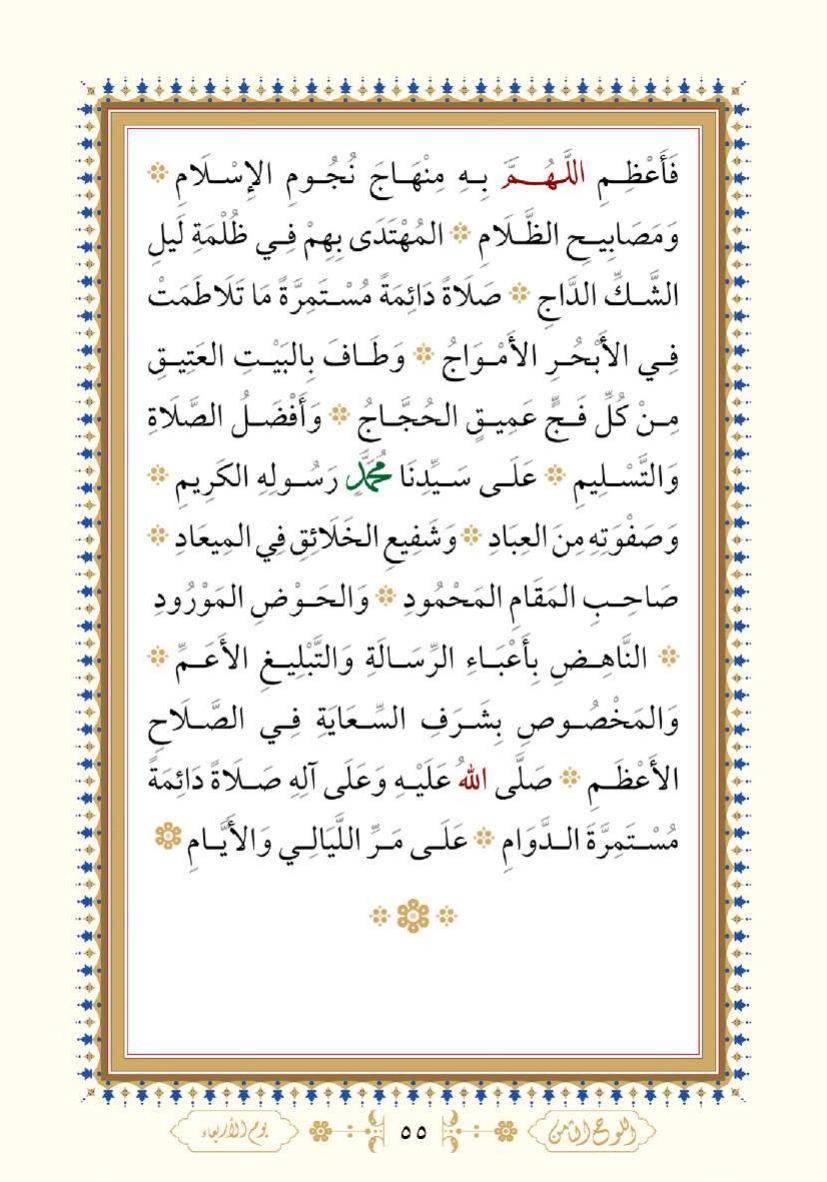 فَأَعْظِمِ اللَّهُمَّ بِهِ مِنْهَاجَ نُجُومِ الإِسْلَامِ
وَمَصَابِيحِ الظَّلَامِ المُهْتَدَى بِهِمْ فِي ظُلْمَةِ لَيلِ
الشَّكِّ الدَّاجِ صَلَاةً دَائِمَةً مُسْتَمِرَّةً مَا تَلَاطَمَتْ
فِي الأَبْحُرِ الأَمْوَاجُ وَطَافَ بِالبَيْتِ العَتِيقِ
مِنْ كُلِّ فَجٍّ عَمِيقٍ الحُجَّاجُ وَأَفْضَلُ الصَّلَاةِ
وَالتَّسْلِيمِ عَلَى سَيِّدِنَا مُحَمَّدٍ رَسُولِهِ الكَرِيمِ
وَصَفْوَتِهِ مِنَ العِبَادِ وَشَفِيعِ الخَلَائِقِ فِي المِيعَادِ
صَاحِبِ المَقَامِ المَحْمُودِ وَالحَوْضِ المَوْرُودِ
النَّاهِضِ بِأَعْبَاءِ الرِّسَالَةِ وَالتَّبْلِيغِ الأَعَمِّ
وَالمَخْصُوصِ بِشَرَفِ السِّعَايَةِ فِي الصَّلَاحِ
الأَعْظَمِ صَلَّى اللهُ عَلَيْهِ وَعَلَى آلِهِ صَلَاةً دَائِمَةً
مُسْتَمِرَّةَ الدَّوَامِ عَلَى مَرِّ اللَّيَالِي وَالأَيَّامِ
اللوح الثامن ٥٥ يوم الأربعاء